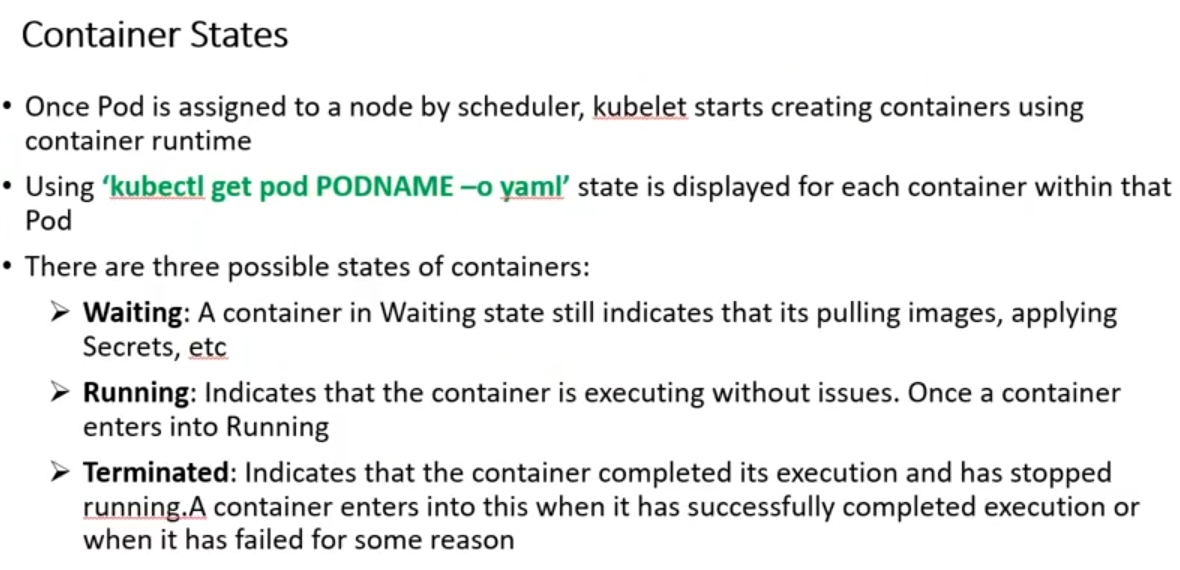 Container States
• Once Pod is assigned to a node by scheduler, kubelet starts creating containers using
container runtime
• Using ‘kubectl get pod PODNAME –o yaml’ state is displayed for each container within that
Pod
• There are three possible states of containers:
➢ Waiting: A container in Waiting state still indicates that its pulling images, applying
Secrets, etc
➢ Running: Indicates that the container is executing without issues. Once a container
enters into Running
➢ Terminated: Indicates that the container completed its execution and has stopped
running.A container enters into this when it has successfully completed execution or
when it has failed for some reason